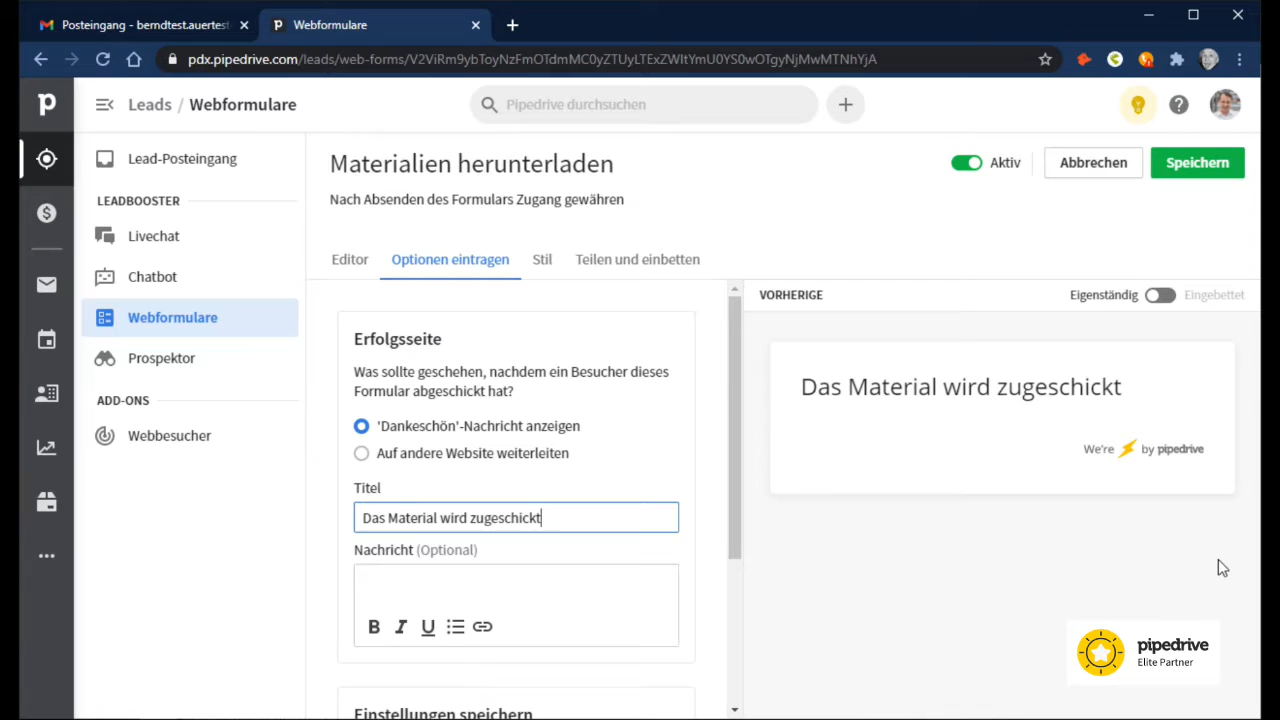 Posteingang - berndtest.auertest
Webformulare
pdx.pipedrive.com/leads/web-forms/V2ViRm9ybToyNzFmOTdmMC0yZTUyLTExZWItYmU0YS0wOTgyNjMwMTNhYjA
p
Leads / Webformulare
Pipedrive durchsuchen
Lead-Posteingang
LEADBOOSTER
Livechat
Chatbot
Webformulare
Prospektor
ADD-ONS
Webbesucher
Materialien herunterladen
Aktiv
Abbrechen
Speichern
Nach Absenden des Formulars Zugang gewähren
Editor
Optionen eintragen
Stil
Teilen und einbetten
Erfolgsseite
Was sollte geschehen, nachdem ein Besucher dieses
Formular abgeschickt hat?
'Dankeschön'-Nachricht anzeigen
Auf andere Website weiterleiten
Titel
Das Material wird zugeschickt
Nachricht (Optional)
B I U
Einstellungen speichern
VORHERIGE
Eigenständig
Eingebettet
Das Material wird zugeschickt
We're by pipedrive
pipedrive
Elite Partner